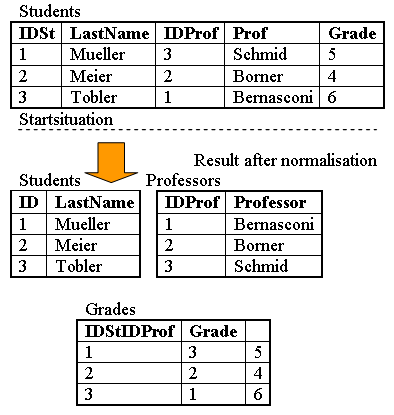 Students
IDSt LastName IDProf Prof Grade
1 Mueller 3 Schmid 5
2 Meier 2 Borner 4
3 Tobler 1 Bernasconi 6
Startsituation
Result after normalisation
Students Professors
ID LastName IDProf Professor
1 Mueller 1 Bernasconi
2 Meier 2 Borner
3 Tobler 3 Schmid
Grades
IDStIDProf Grade
1 3 5
2 2 4
3 1 6